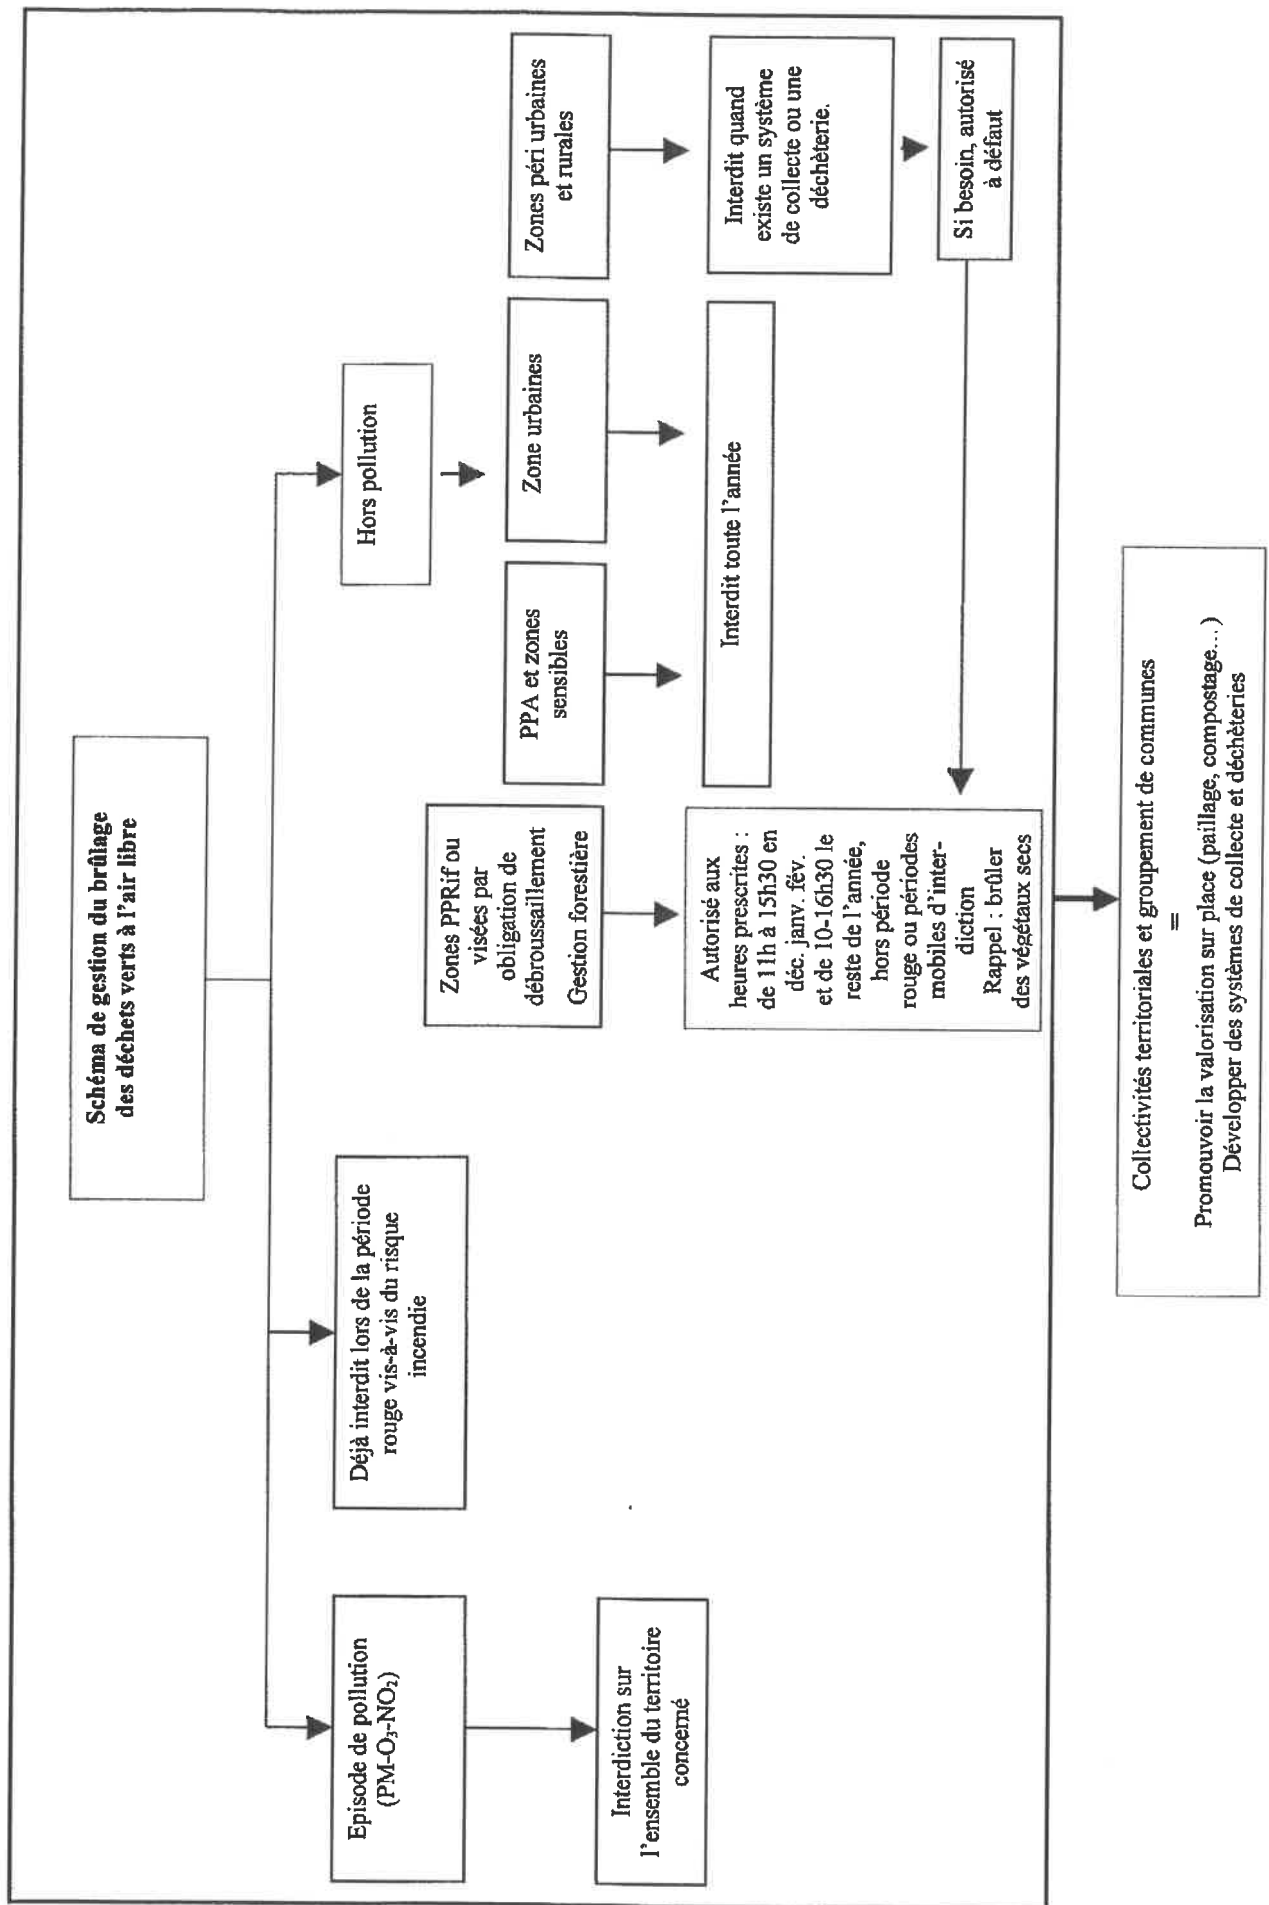 Schéma de gestion du brûlage
des déchets verts à l'air libre
Episode de pollution
(PM-O₃-NO₂)
Déjà interdit lors de la période
rouge vis-à-vis du risque
incendie
Hors pollution
Interdiction sur
l'ensemble du territoire
concerné
Zones PPRif ou
visées par
obligation de
débroussaillement
Gestion forestière
PPA et zones
sensibles
Zone urbaines
Zones péri urbaines
et rurales
Autorisé aux
heures prescrites :
de 11h à 15h30 en
déc. janv. fév.
et de 10-16h30 le
reste de l'année,
hors période
rouge ou périodes
mobiles d'inter-
diction
Rappel : brûler
des végétaux secs
Interdit toute l'année
Interdit quand
existe un système
de collecte ou une
déchèterie.
Si besoin, autorisé
à défaut
Collectivités territoriales et groupement de communes
=
Promouvoir la valorisation sur place (paillage, compostage...)
Développer des systèmes de collecte et déchèteries